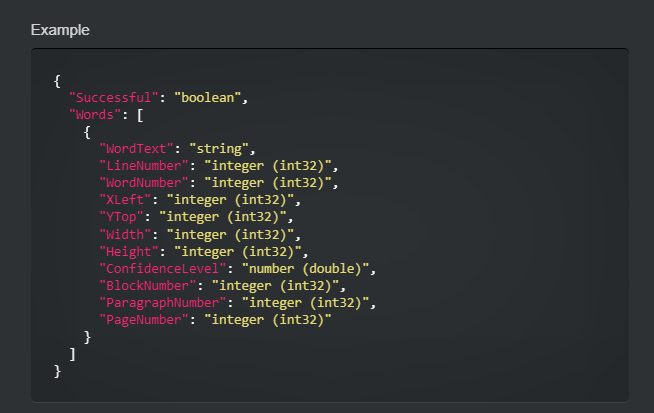 Example
{
"Successful": "boolean",
"Words": [
{
"WordText": "string",
"LineNumber": "integer (int32)",
"WordNumber": "integer (int32)",
"XLeft": "integer (int32)",
"YTop": "integer (int32)",
"Width": "integer (int32)",
"Height": "integer (int32)",
"ConfidenceLevel": "number (double)",
"BlockNumber": "integer (int32)",
"ParagraphNumber": "integer (int32)",
"PageNumber": "integer (int32)"
}
]
}